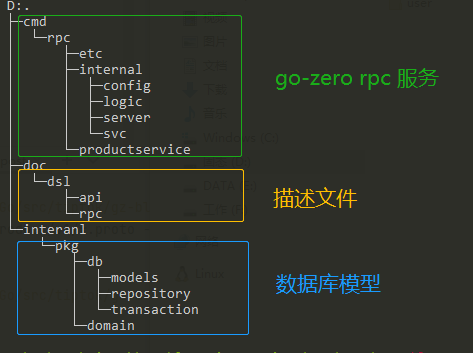 D:.
├─cmd
│  └─rpc
│      ├─etc
│      ├─internal
│      │  ├─config
│      │  ├─logic
│      │  ├─server
│      │  └─svc
│      └─productservice
├─doc
│  └─dsl
│      ├─api
│      └─rpc
└─interanl
    └─pkg
        ├─db
        │  ├─models
        │  ├─repository
        │  └─transaction
        └─domain
go-zero rpc 服务
描述文件
数据库模型